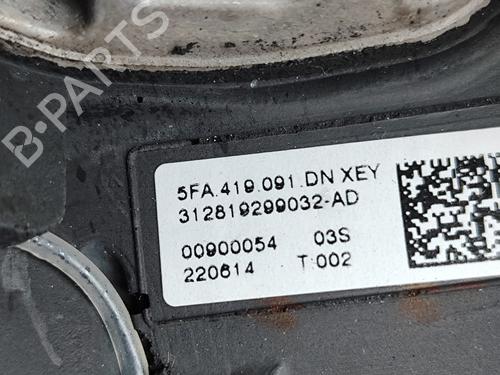 B-PARTS
5FA.419.091.DN XEY
312819299032-AD
00900054 03S
220614 T:002